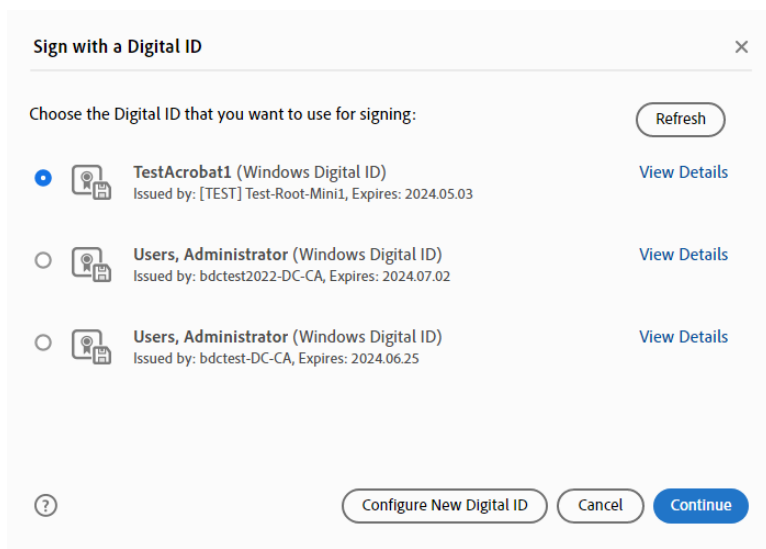 Sign with a Digital ID
Choose the Digital ID that you want to use for signing:
Refresh
TestAcrobat1 (Windows Digital ID)
View Details
Issued by: [TEST] Test-Root-Mini1, Expires: 2024.05.03
Users, Administrator (Windows Digital ID)
View Details
Issued by: bdctest2022-DC-CA, Expires: 2024.07.02
Users, Administrator (Windows Digital ID)
View Details
Issued by: bdctest-DC-CA, Expires: 2024.06.25
Configure New Digital ID
Cancel
Continue